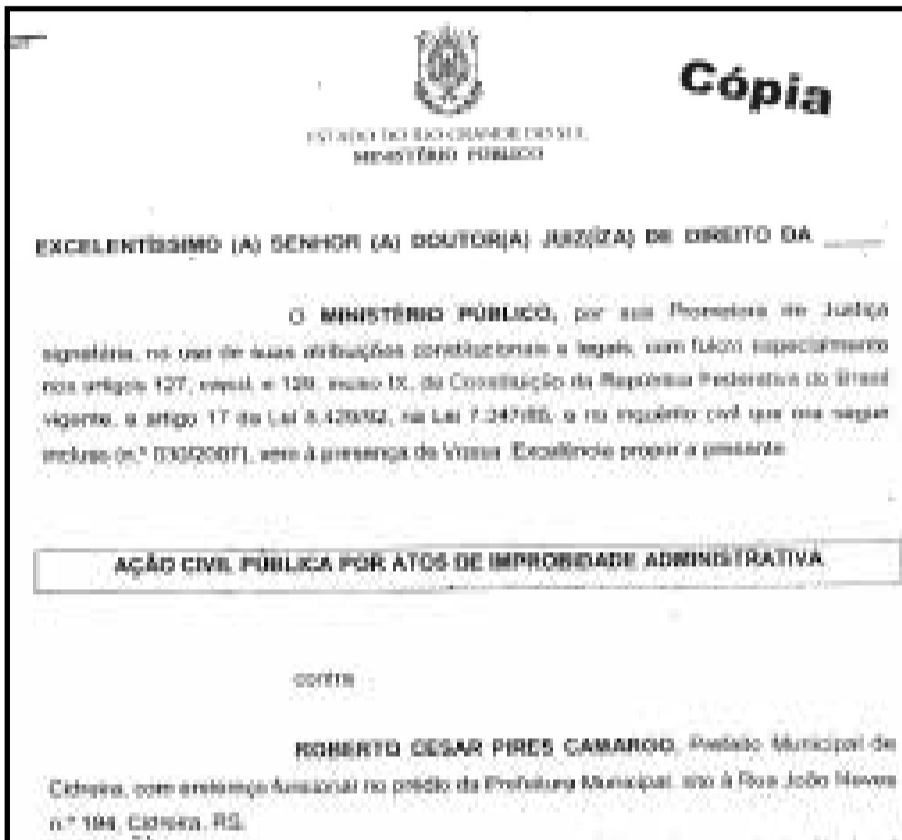 Cópia
ESTADO DO RIO GRANDE DO SUL
MINISTÉRIO PÚBLICO
EXCELENTÍSSIMO (A) SENHOR (A) DOUTOR(A) JUIZ(ÍZA) DE DIREITO DA ____
O MINISTÉRIO PÚBLICO, por sua Promotora de Justiça
signatária, no uso de suas atribuições constitucionais e legais, com fulcro especialmente
nos artigos 127, caput, e 129, inciso IX, da Constituição da República Federativa do Brasil
vigente, e artigo 17 da Lei 8.429/92, na Lei 7.347/85, e no inquérito civil que ora segue
incluso (n.º 030/2007), vem à presença de Vossa Excelência propor a presente
AÇÃO CIVIL PÚBLICA POR ATOS DE IMPROBIDADE ADMINISTRATIVA
contra
ROBERTO CESAR PIRES CAMARGO, Prefeito Municipal de
Cidreira, com endereço funcional no prédio da Prefeitura Municipal, sito à Rua João Neves
n.º 194, Cidreira, RS.